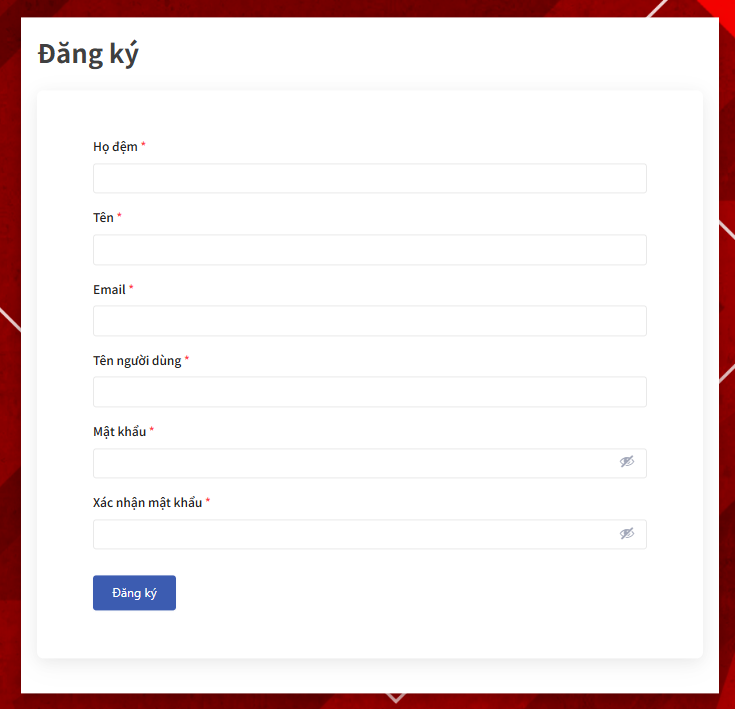 Đăng ký
Họ đệm *
Tên *
Email *
Tên người dùng *
Mật khẩu *
Xác nhận mật khẩu *
Đăng ký